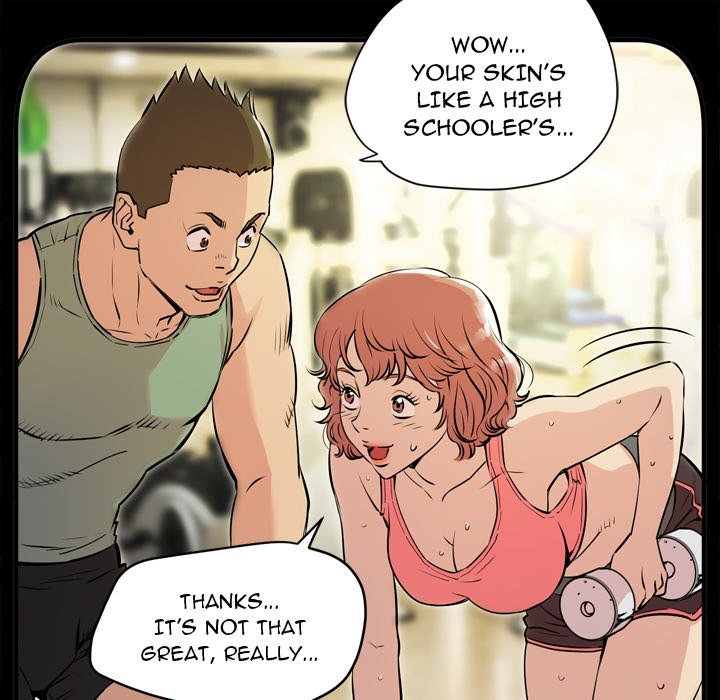 WOW...
YOUR SKIN'S
LIKE A HIGH
SCHOOLER'S...
THANKS...
IT'S NOT THAT
GREAT, REALLY...